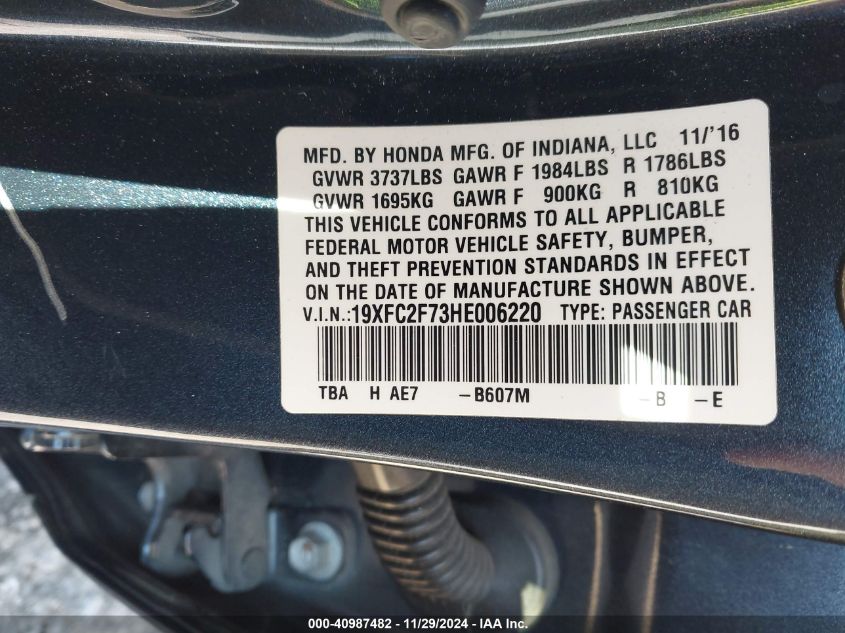 MFD. BY HONDA MFG. OF INDIANA, LLC 11/'16
GVWR 3737LBS GAWR F 1984LBS R 1786LBS
GVWR 1695KG GAWR F 900KG R 810KG
THIS VEHICLE CONFORMS TO ALL APPLICABLE
FEDERAL MOTOR VEHICLE SAFETY, BUMPER,
AND THEFT PREVENTION STANDARDS IN EFFECT
ON THE DATE OF MANUFACTURE SHOWN ABOVE.
V.I.N.:19XFC2F73HE006220 TYPE: PASSENGER CAR
TBA H AE7 -B607M -B -E
000-40987482 - 11/29/2024 - IAA Inc.